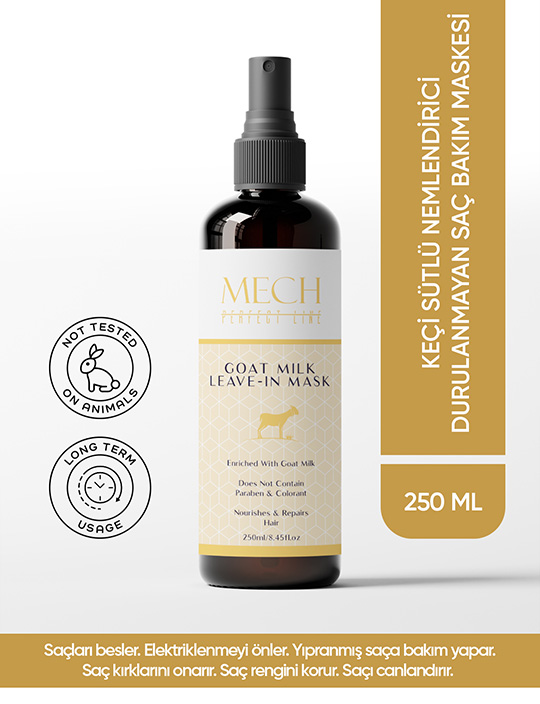 MECH
PERFECT LINE
GOAT MILK
LEAVE-IN MASK
Enriched With Goat Milk
Does Not Contain
Paraben & Colorant
Nourishes & Repairs
Hair
250ml/8.45fl.oz
NOT TESTED
ON ANIMALS
LONG TERM
USAGE
KEÇİ SÜTLÜ NEMLENDİRİCİ
DURULANMAYAN SAÇ BAKIM MASKESİ
250 ML
Saçları besler. Elektriklenmeyi önler. Yıpranmış saça bakım yapar.
Saç kırklarını onarır. Saç rengini korur. Saçı canlandırır.